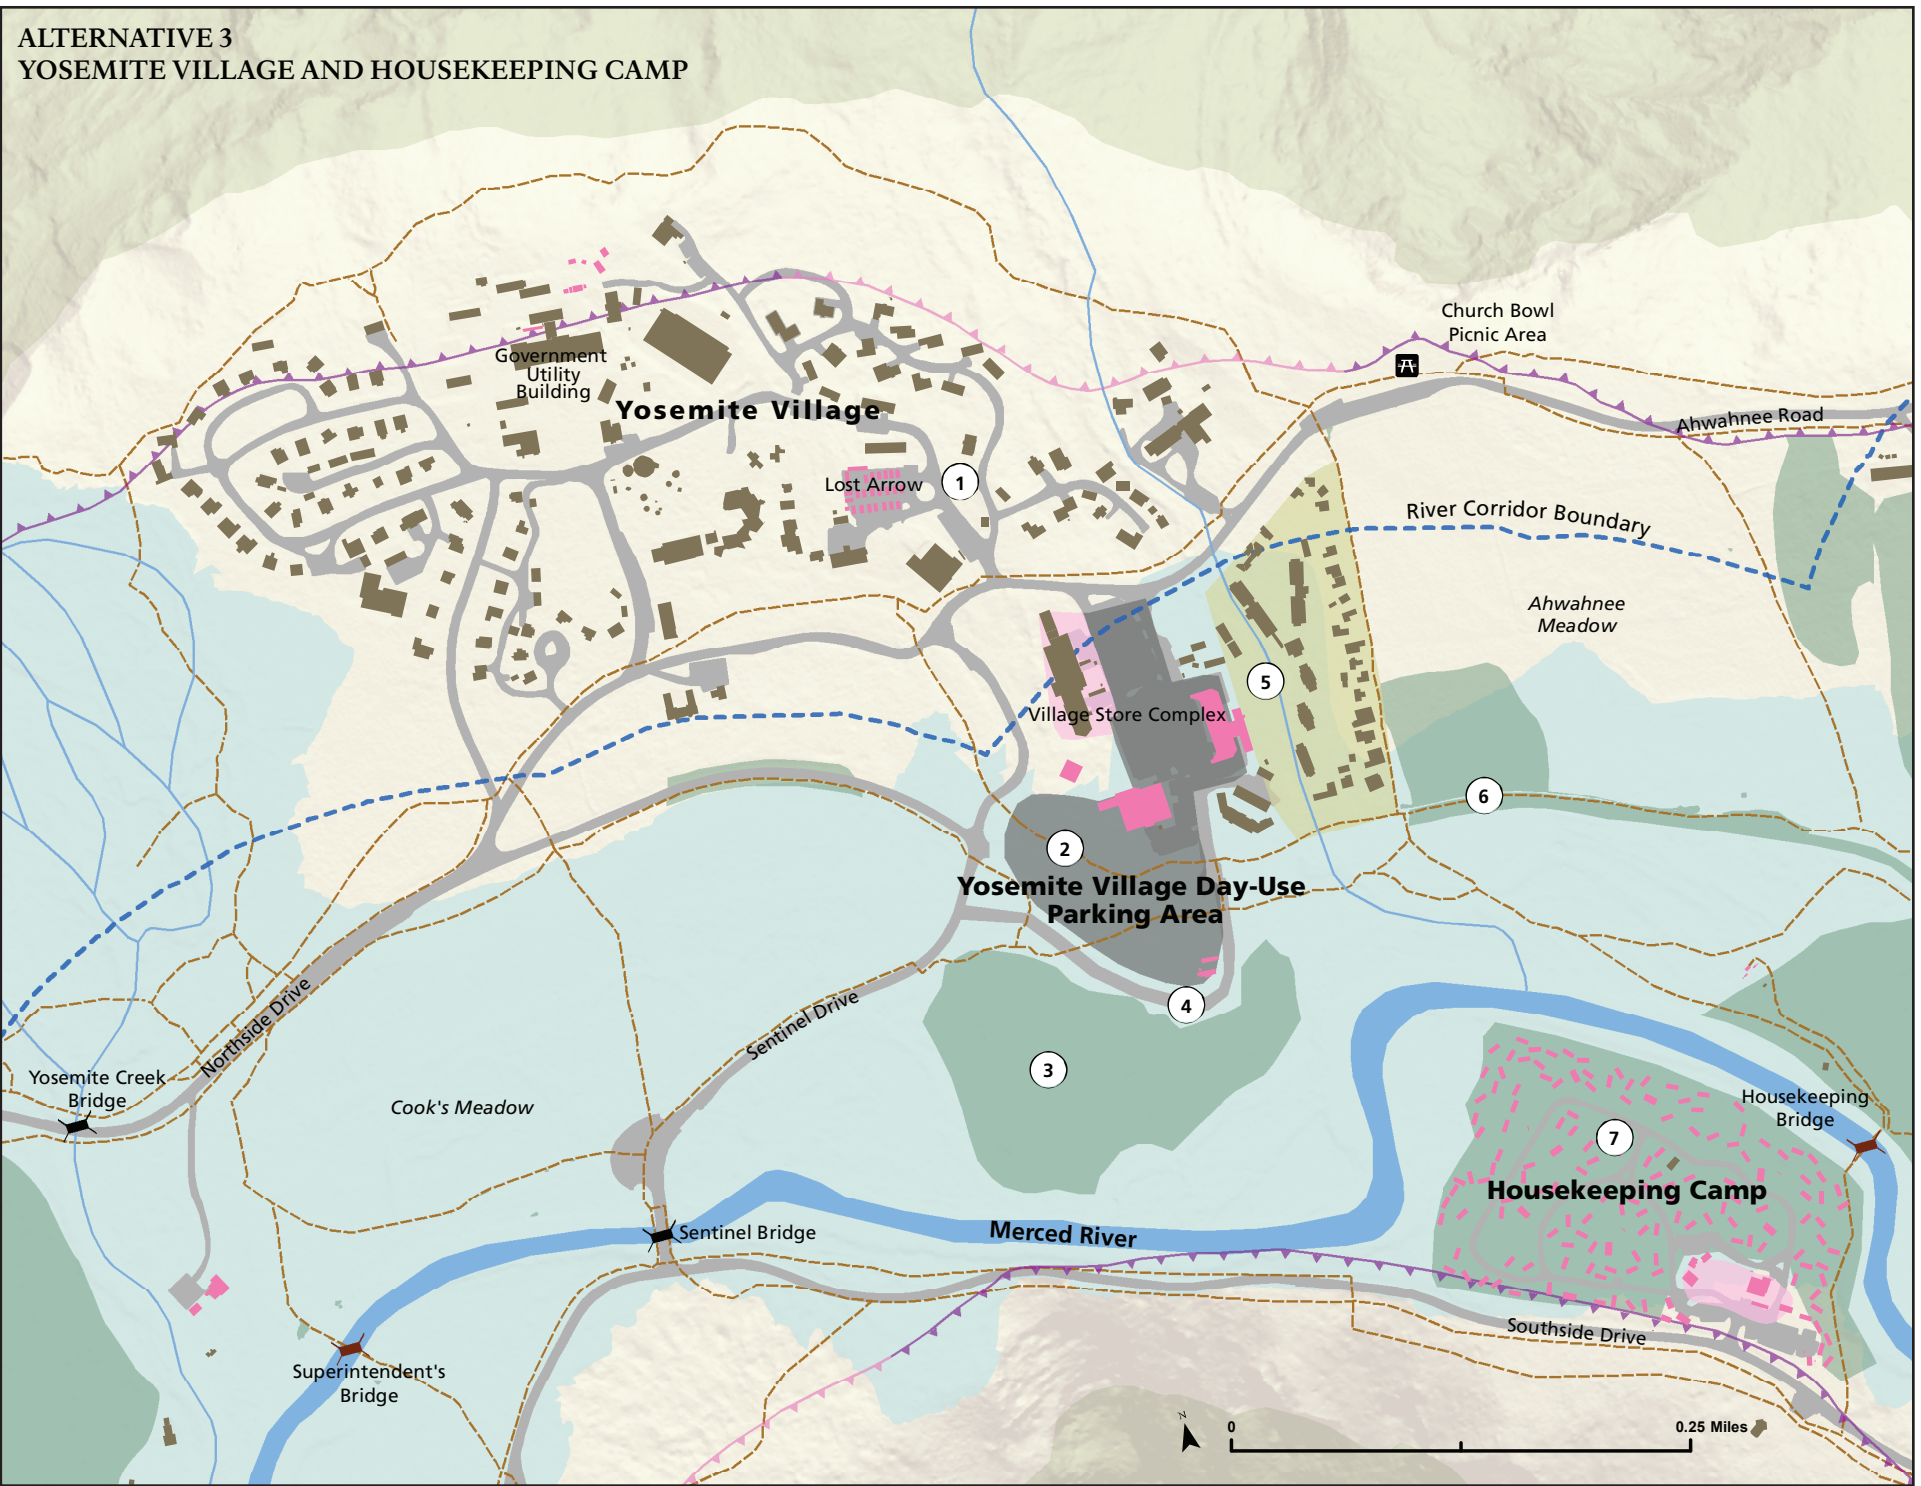 ALTERNATIVE 3
YOSEMITE VILLAGE AND HOUSEKEEPING CAMP
Church Bowl
Picnic Area
Government
Utility
Building
Yosemite Village
Ahwahnee Road
Lost Arrow
1
River Corridor Boundary
Ahwahnee
Meadow
5
Village Store Complex
6
2
Yosemite Village Day-Use
Parking Area
4
Northside Drive
Sentinel Drive
3
Yosemite Creek
Bridge
Cook's Meadow
Housekeeping
Bridge
7
Housekeeping Camp
Sentinel Bridge
Merced River
Southside Drive
Superintendent's
Bridge
N
0
0.25 Miles